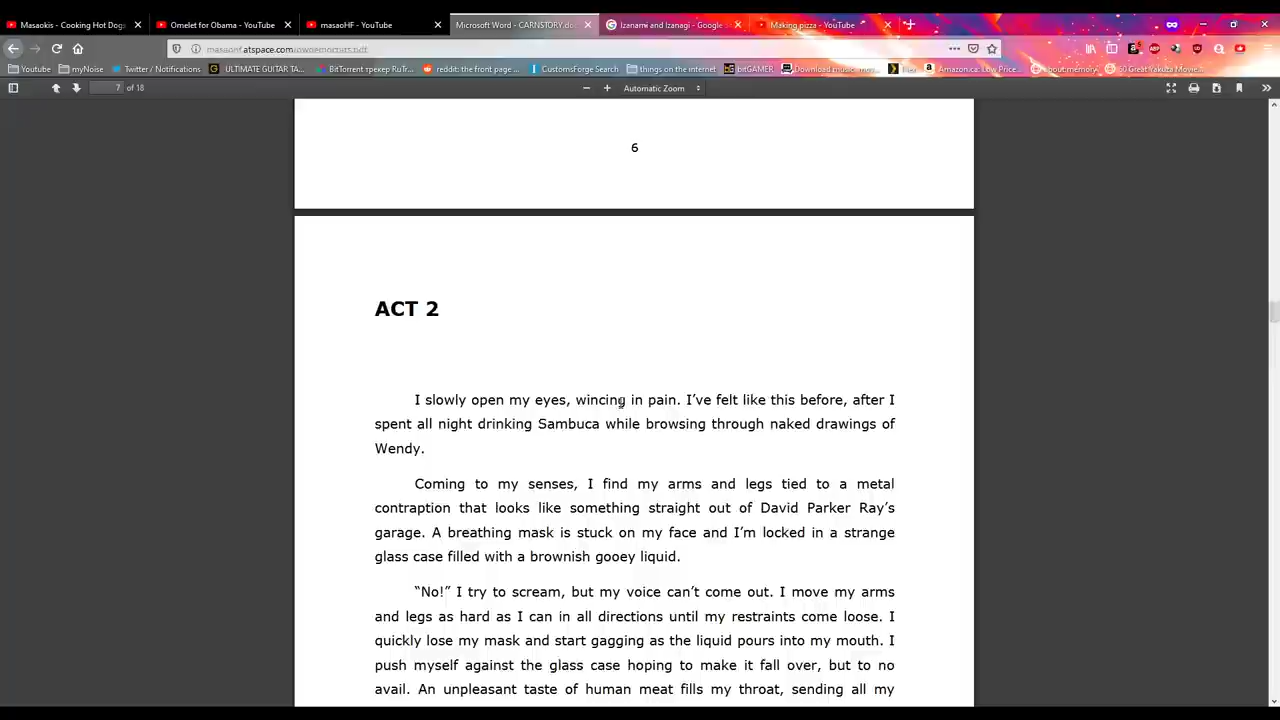 Masaokis - Cooking Hot Dogs
Omelet for Obama - YouTube
masaoHF - YouTube
Microsoft Word - CARNSTORY.do
Izanami and Izanagi - Google
Making pizza - YouTube
atspace.com
Youtube
myNoise
Twitter / Notifications
ULTIMATE GUITAR TA...
BitTorrent трекер RuTr...
reddit: the front page ...
CustomsForge Search
things on the internet
bitGAMER
Download music, mo...
Amazon.ca: Low Price...
about:memory
50 Great Yakuza Movie...
7 of 18
Automatic Zoom
6
ACT 2
I slowly open my eyes, wincing in pain. I’ve felt like this before, after I
spent all night drinking Sambuca while browsing through naked drawings of
Wendy.
Coming to my senses, I find my arms and legs tied to a metal
contraption that looks like something straight out of David Parker Ray’s
garage. A breathing mask is stuck on my face and I’m locked in a strange
glass case filled with a brownish gooey liquid.
“No!” I try to scream, but my voice can’t come out. I move my arms
and legs as hard as I can in all directions until my restraints come loose. I
quickly lose my mask and start gagging as the liquid pours into my mouth. I
push myself against the glass case hoping to make it fall over, but to no
avail. An unpleasant taste of human meat fills my throat, sending all my